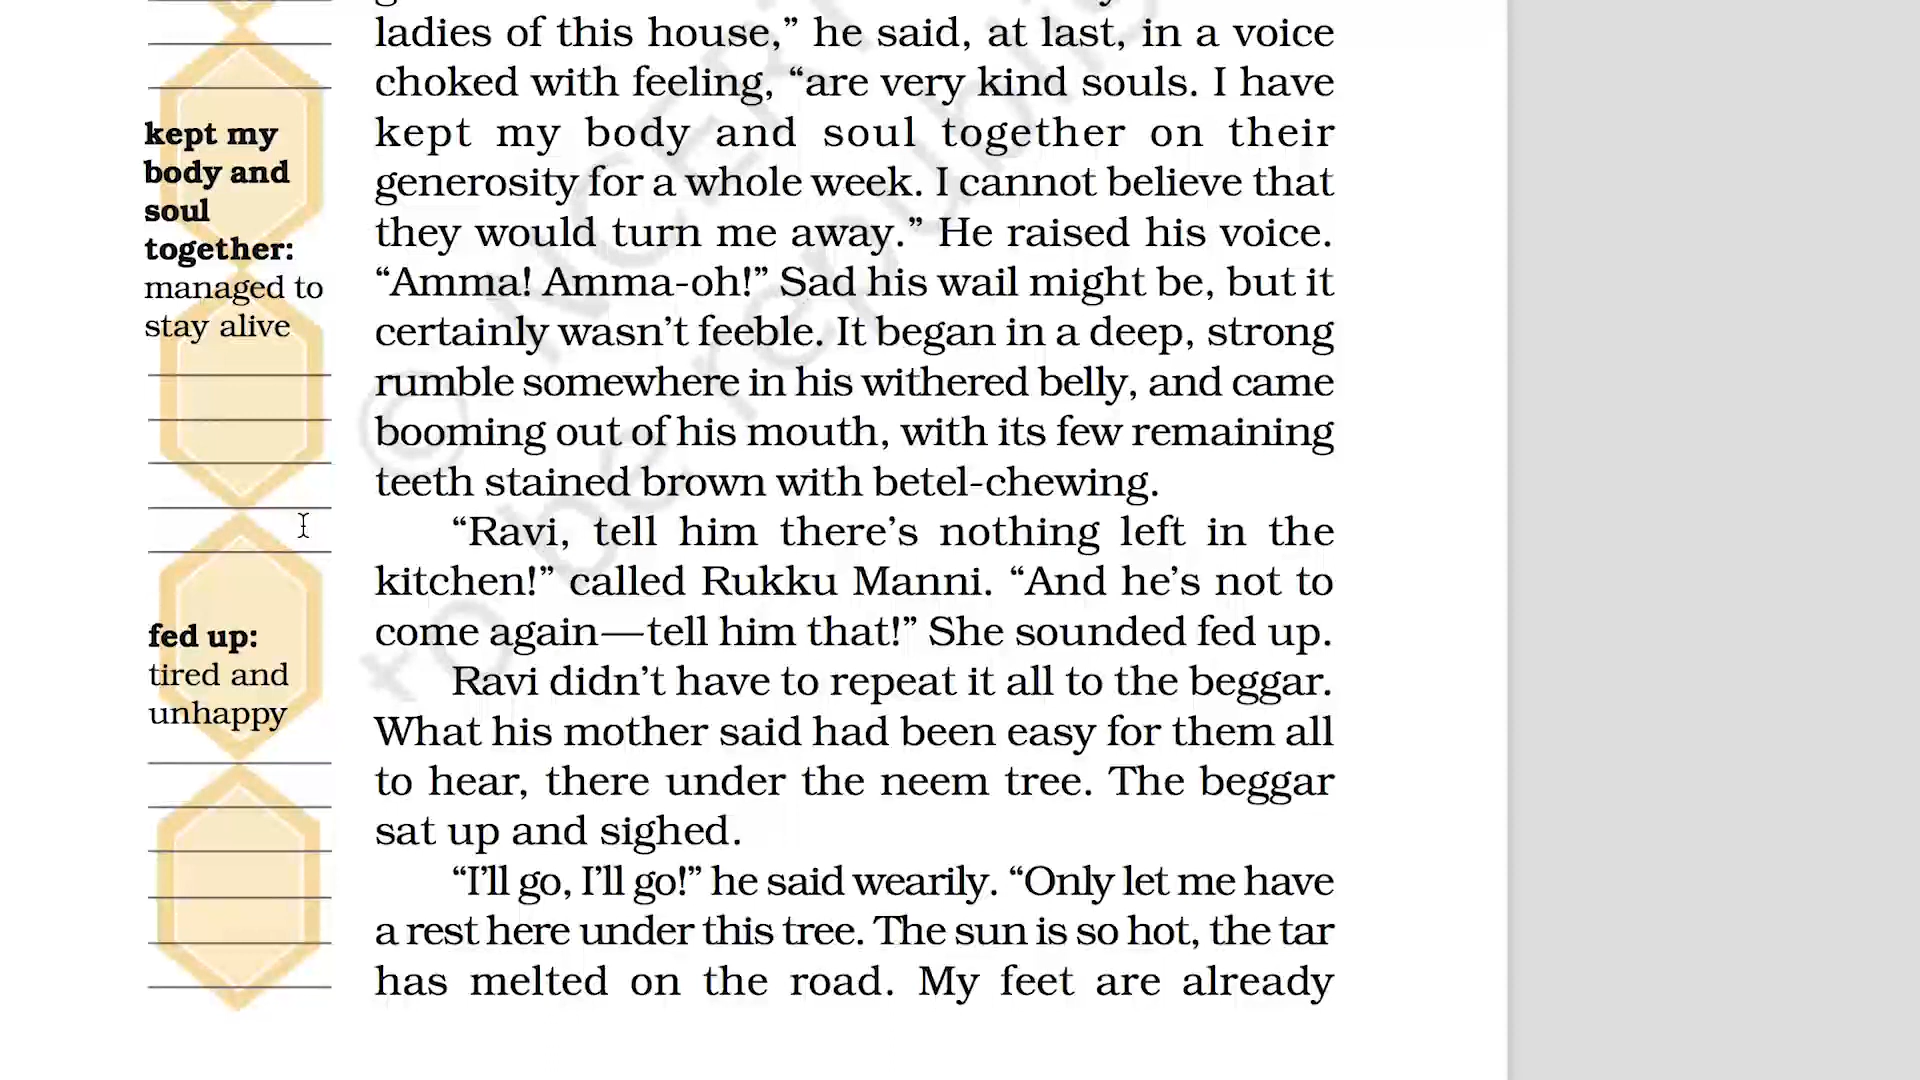 ladies of this house,” he said, at last, in a voice
choked with feeling, “are very kind souls. I have
kept my body and soul together on their
generosity for a whole week. I cannot believe that
they would turn me away.” He raised his voice.
“Amma! Amma-oh!” Sad his wail might be, but it
certainly wasn’t feeble. It began in a deep, strong
rumble somewhere in his withered belly, and came
booming out of his mouth, with its few remaining
teeth stained brown with betel-chewing.
“Ravi, tell him there’s nothing left in the
kitchen!” called Rukku Manni. “And he’s not to
come again—tell him that!” She sounded fed up.
Ravi didn’t have to repeat it all to the beggar.
What his mother said had been easy for them all
to hear, there under the neem tree. The beggar
sat up and sighed.
“I’ll go, I’ll go!” he said wearily. “Only let me have
a rest here under this tree. The sun is so hot, the tar
has melted on the road. My feet are already
kept my
body and
soul
together:
managed to
stay alive
fed up:
tired and
unhappy
© NCERT
to be republis